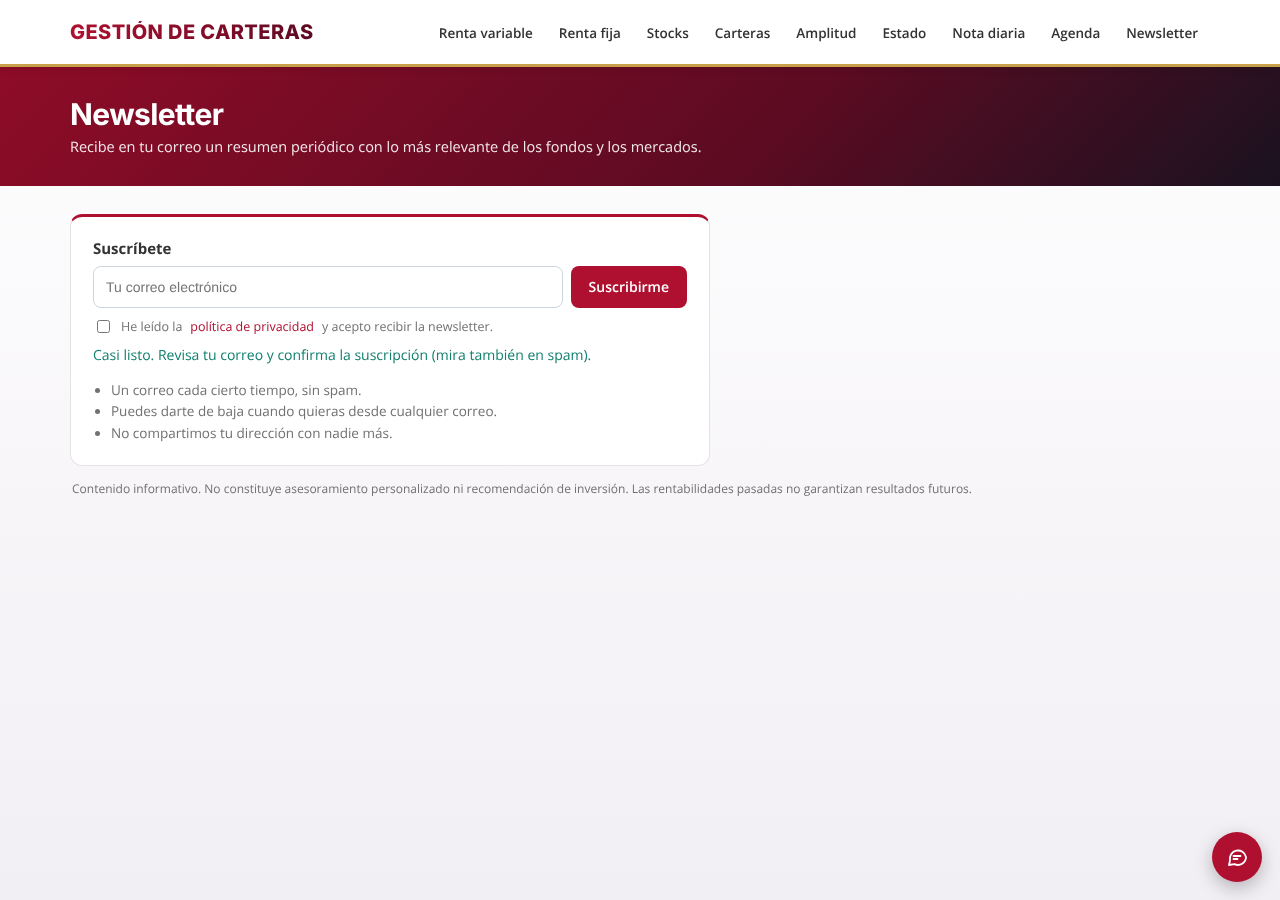 GESTIÓN DE CARTERAS
Renta variable Renta fija Stocks Carteras Amplitud Estado Nota diaria Agenda Newsletter
Newsletter
Recibe en tu correo un resumen periódico con lo más relevante de los fondos y los mercados.
Suscríbete
Tu correo electrónico Suscribirme
He leído la política de privacidad y acepto recibir la newsletter.
Casi listo. Revisa tu correo y confirma la suscripción (mira también en spam).
Un correo cada cierto tiempo, sin spam.
Puedes darte de baja cuando quieras desde cualquier correo.
No compartimos tu dirección con nadie más.
Contenido informativo. No constituye asesoramiento personalizado ni recomendación de inversión. Las rentabilidades pasadas no garantizan resultados futuros.